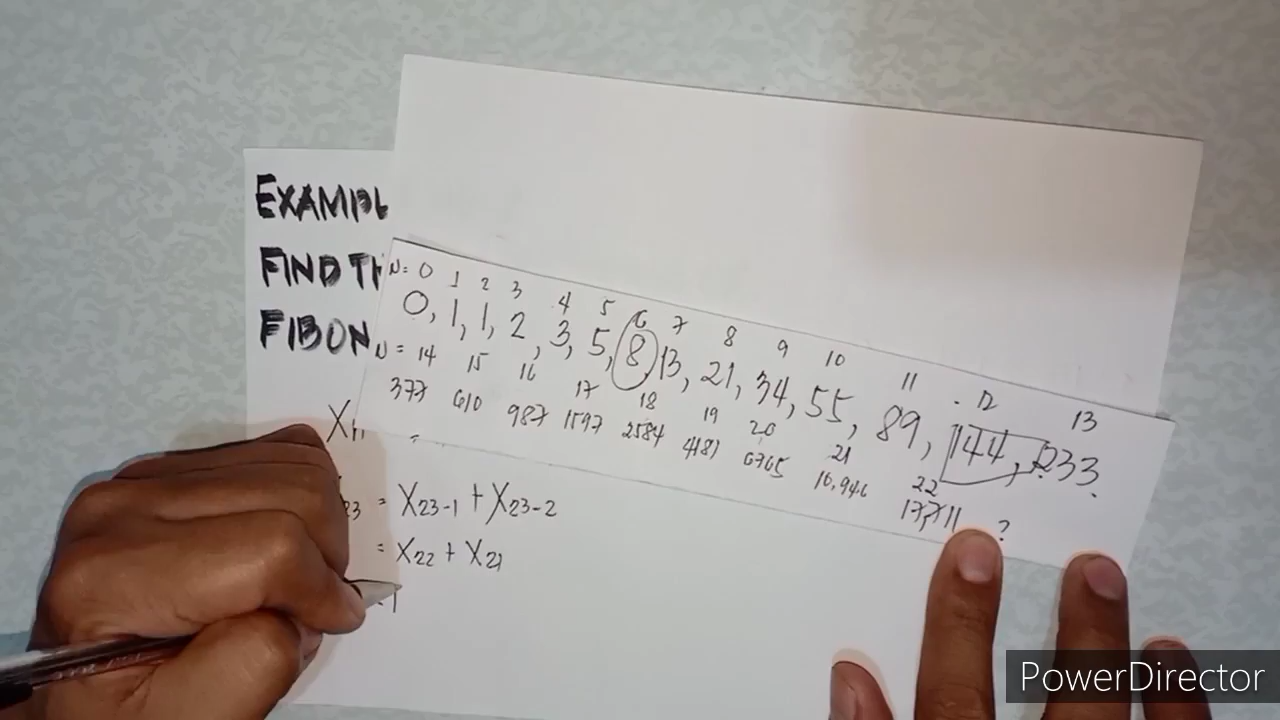 EXAMPL
FIND TH
FIBON
N= 0 1 2 3 4 5 6 7 8 9 10 11 12 13
0, 1, 1, 2, 3, 5, 8, 13, 21, 34, 55, 89, 144, 233
N = 14 15 16 17 18 19 20 21 22
377 610 987 1597 2584 4181 6765 10,946 17,711 ?
=
23 = X23-1 + X23-2
= X22 + X21
= 1
PowerDirector